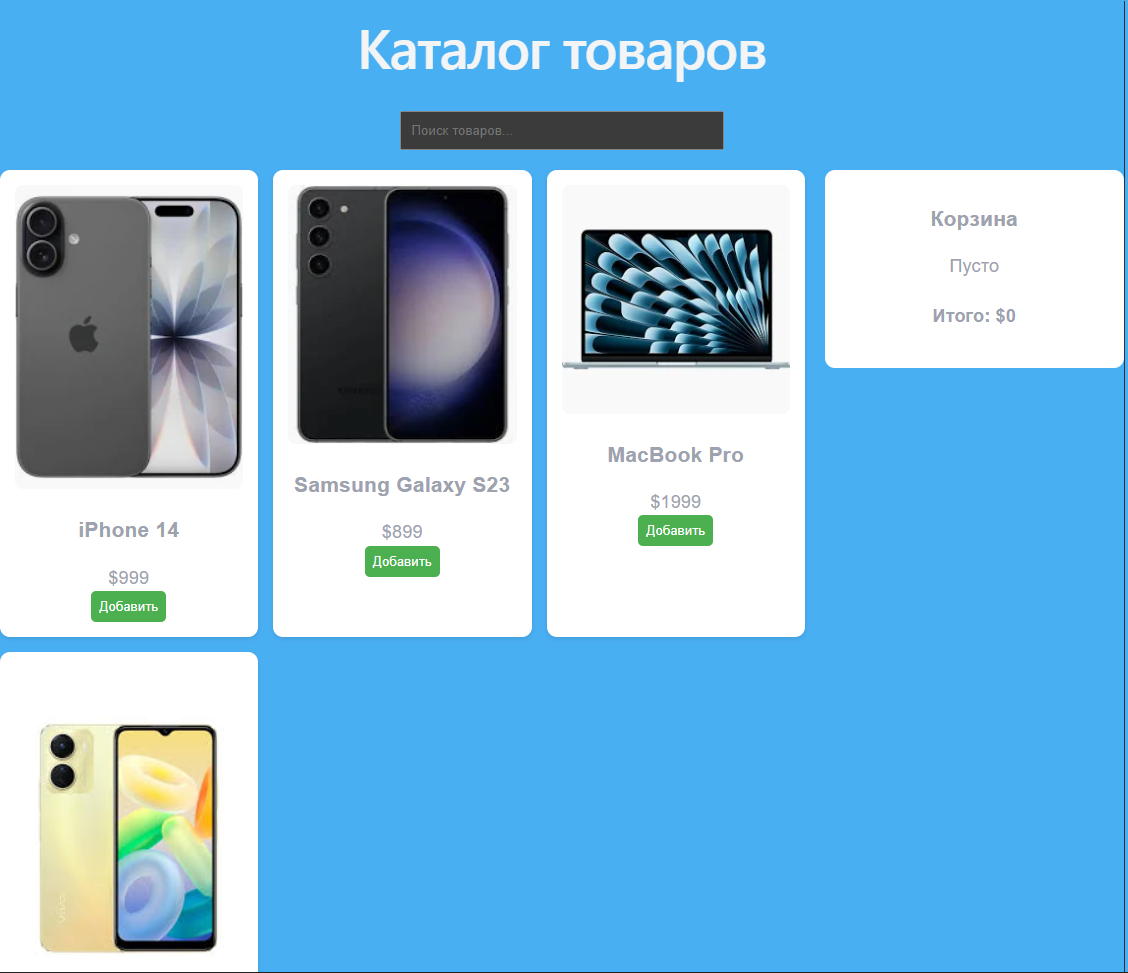 Каталог товаров
Поиск товаров...
iPhone 14
$999
Добавить
Samsung Galaxy S23
$899
Добавить
MacBook Pro
$1999
Добавить
Корзина
Пусто
Итого: $0
vivo